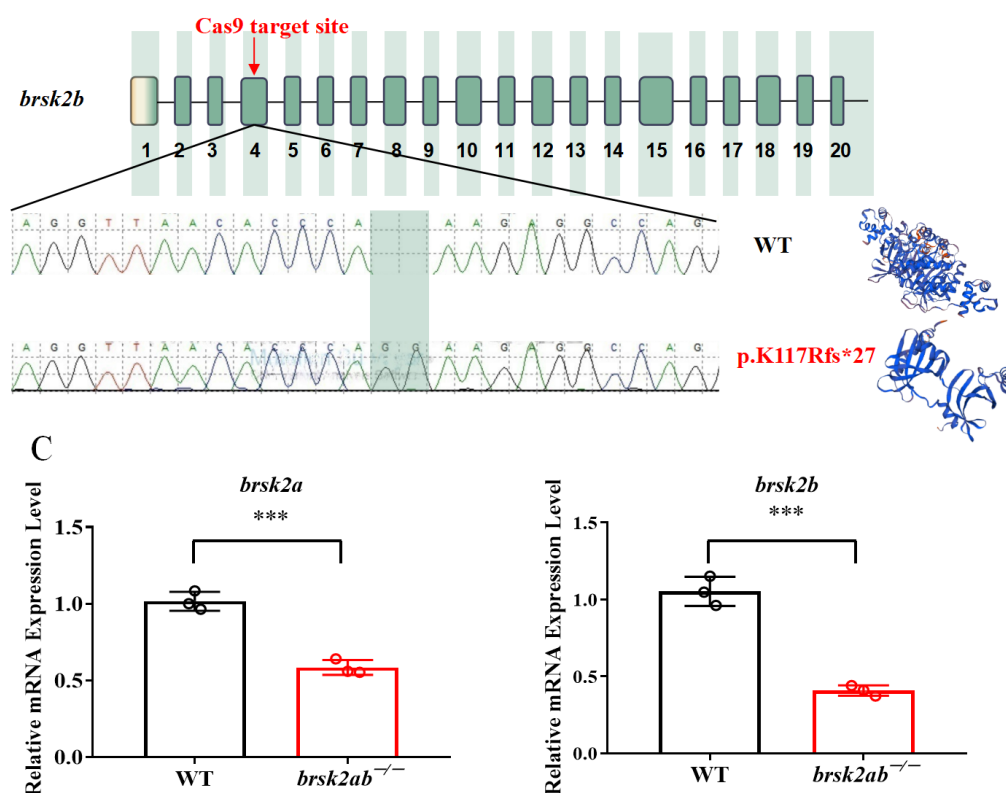 Cas9 target site
brsk2b
1 2 3 4 5 6 7 8 9 10 11 12 13 14 15 16 17 18 19 20
A G G T T A A C A C C C A A A G A G G C C A G
WT
A G G T T A A C A C C C A G G A A G A G G C C A G
p.K117Rfs*27
C
brsk2a
***
Relative mRNA Expression Level
1.5
1.0
0.5
0.0
WT
brsk2ab−/−
brsk2b
***
Relative mRNA Expression Level
1.5
1.0
0.5
0.0
WT
brsk2ab−/−